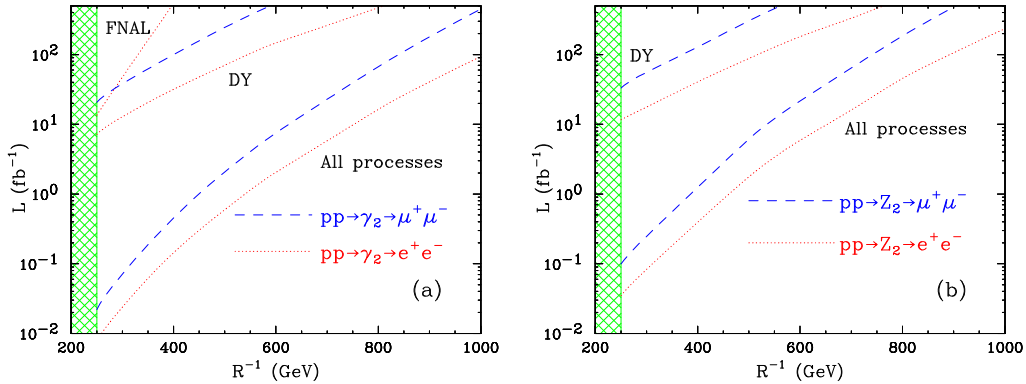 FNAL
DY
All processes
pp→γ₂→μ⁺μ⁻
pp→γ₂→e⁺e⁻
(a)
10²
10¹
10⁰
10⁻¹
10⁻²
L (fb⁻¹)
200 400 600 800 1000
R⁻¹ (GeV)
DY
All processes
pp→Z₂→μ⁺μ⁻
pp→Z₂→e⁺e⁻
(b)
10²
10¹
10⁰
10⁻¹
10⁻²
L (fb⁻¹)
200 400 600 800 1000
R⁻¹ (GeV)